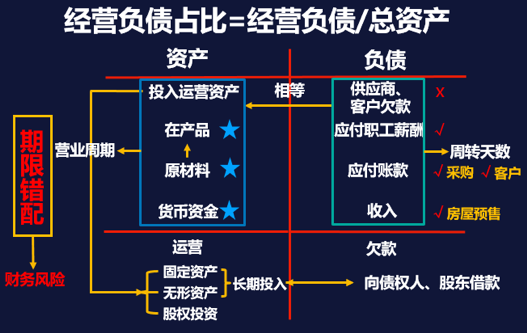 经营负债占比=经营负债/总资产
资产
负债
投入运营资产
相等
供应商、
客户欠款
X
在产品
应付职工薪酬
√
期限错配
营业周期
周转天数
原材料
应付账款
√采购 √客户
货币资金
收入
√房屋预售
运营
欠款
财务风险
固定资产
无形资产
股权投资
长期投入
向债权人、股东借款